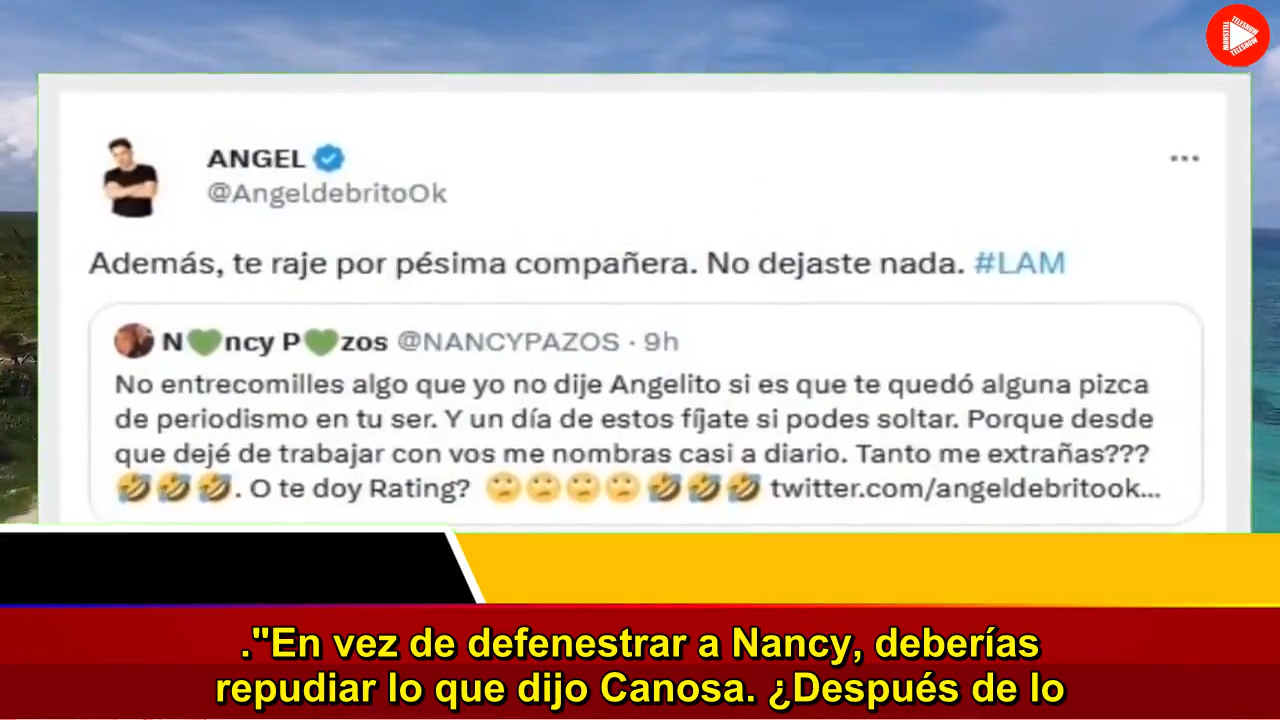 TELESHOW
TELESHOW
TELESHOW
ANGEL
@AngeldebritoOk
Además, te raje por pésima compañera. No dejaste nada. #LAM
N💚ncy P💚zos @NANCYPAZOS · 9h
No entrecomilles algo que yo no dije Angelito si es que te quedó alguna pizca
de periodismo en tu ser. Y un día de estos fíjate si podes soltar. Porque desde
que dejé de trabajar con vos me nombras casi a diario. Tanto me extrañas???
🤣🤣🤣. O te doy Rating? 🙄🙄🙄🙄🤣🤣🤣 twitter.com/angeldebritook...
."En vez de defenestrar a Nancy, deberías
repudiar lo que dijo Canosa. ¿Después de lo